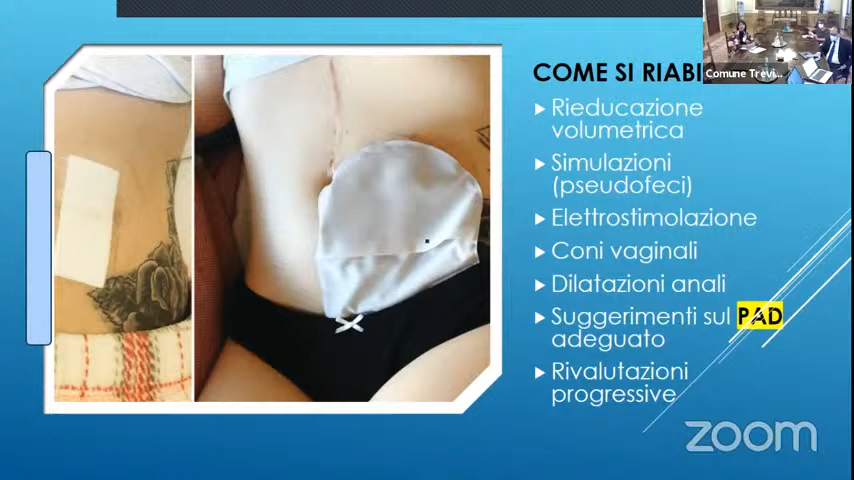 COME SI RIABI
Comune Trevi...
Rieducazione
volumetrica
Simulazioni
(pseudofeci)
Elettrostimolazione
Coni vaginali
Dilatazioni anali
Suggerimenti sul PAD
adeguato
Rivalutazioni
progressive
zoom